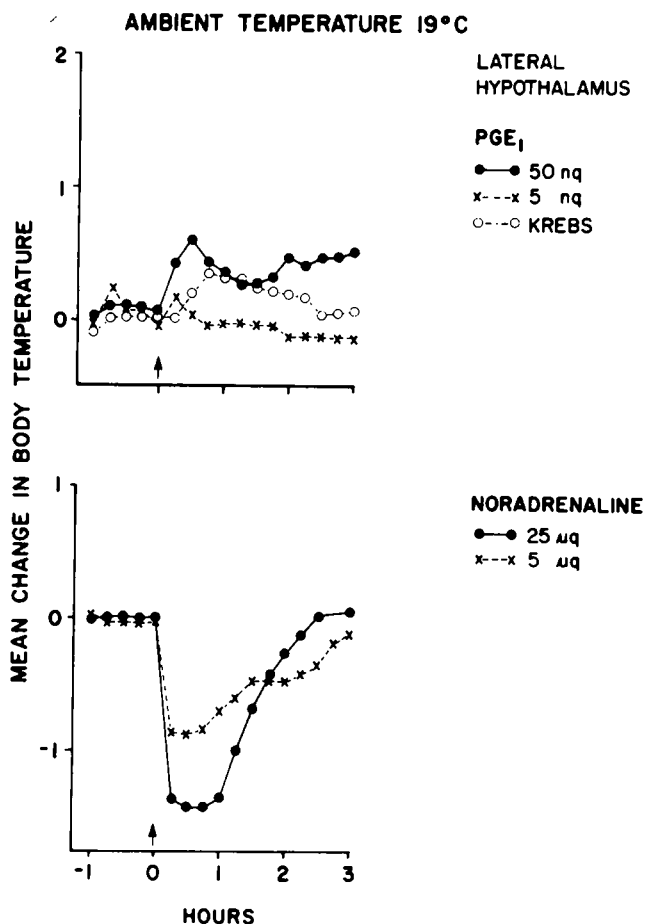 AMBIENT TEMPERATURE 19°C
LATERAL
HYPOTHALAMUS
PGE₁
50 nq
5 nq
KREBS
2
1
0
MEAN CHANGE IN BODY TEMPERATURE
NORADRENALINE
25 µq
5 µq
1
0
-1
-1 0 1 2 3
HOURS